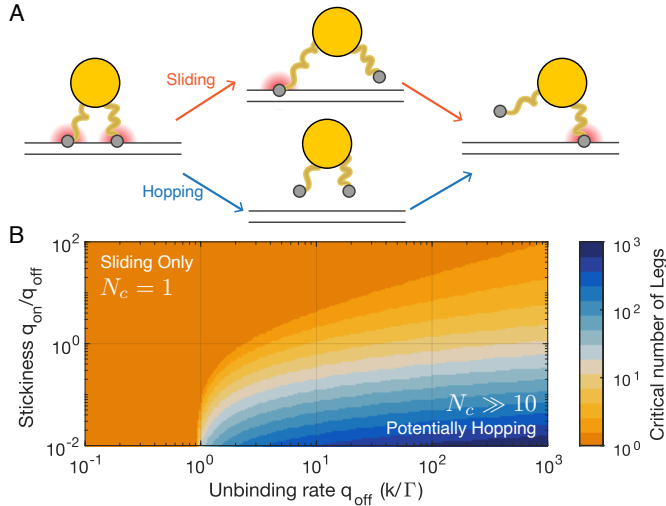 A
Sliding
Hopping
B
Sliding Only
N_c = 1
N_c ≫ 10
Potentially Hopping
10^2
10^0
10^-2
Stickiness q_on/q_off
10^-1
10^0
10^1
10^2
10^3
Unbinding rate q_off (k/Γ)
10^3
10^2
10^1
10^0
Critical number of Legs